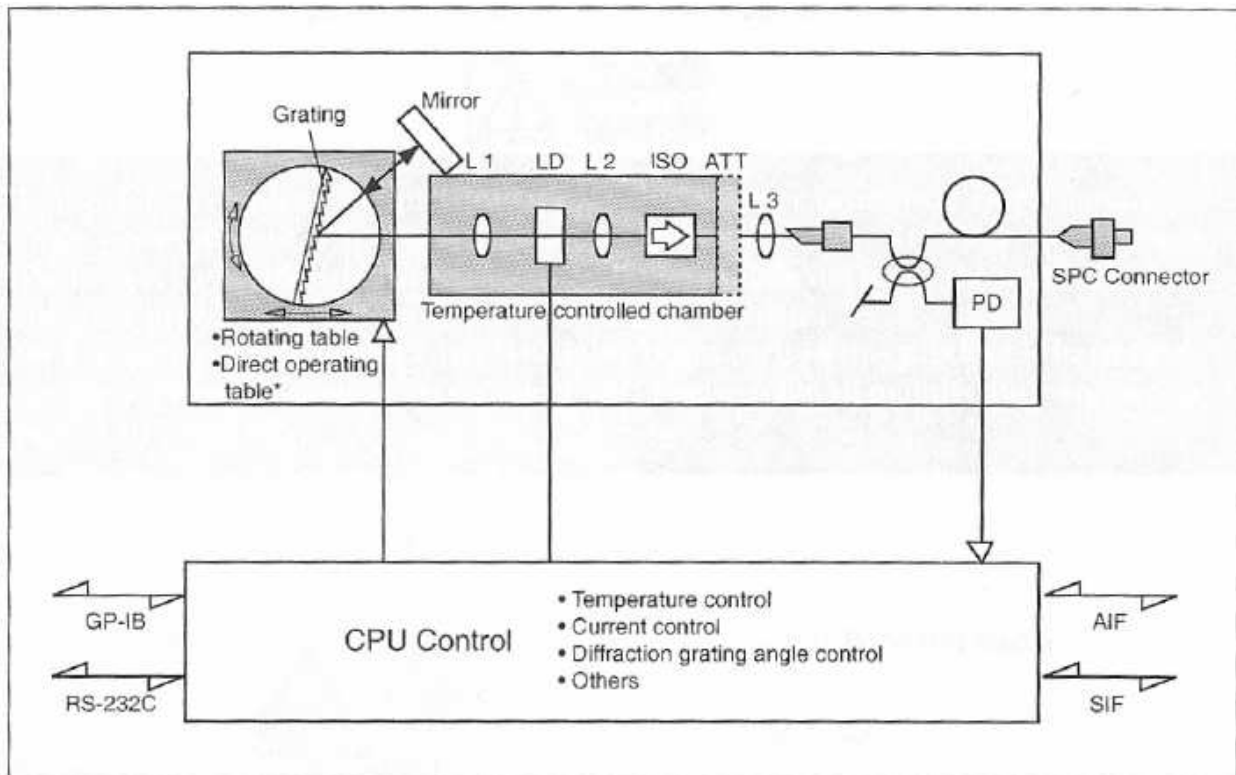 Grating
Mirror
L 1
LD
L 2
ISO
ATT
L 3
SPC Connector
PD
Temperature controlled chamber
•Rotating table
•Direct operating
table*
CPU Control
• Temperature control
• Current control
• Diffraction grating angle control
• Others
GP-IB
RS-232C
AIF
SIF